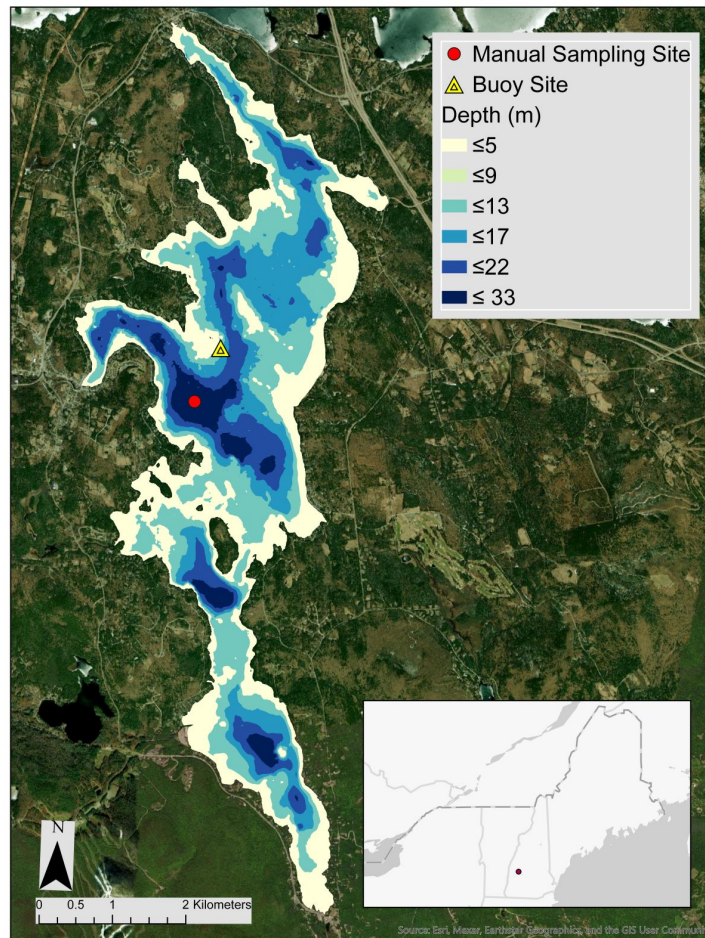 Manual Sampling Site
Buoy Site
Depth (m)
≤5
≤9
≤13
≤17
≤22
≤ 33
N
0 0.5 1 2 Kilometers
Source: Esri, Maxar, Earthstar Geographics, and the GIS User Communi